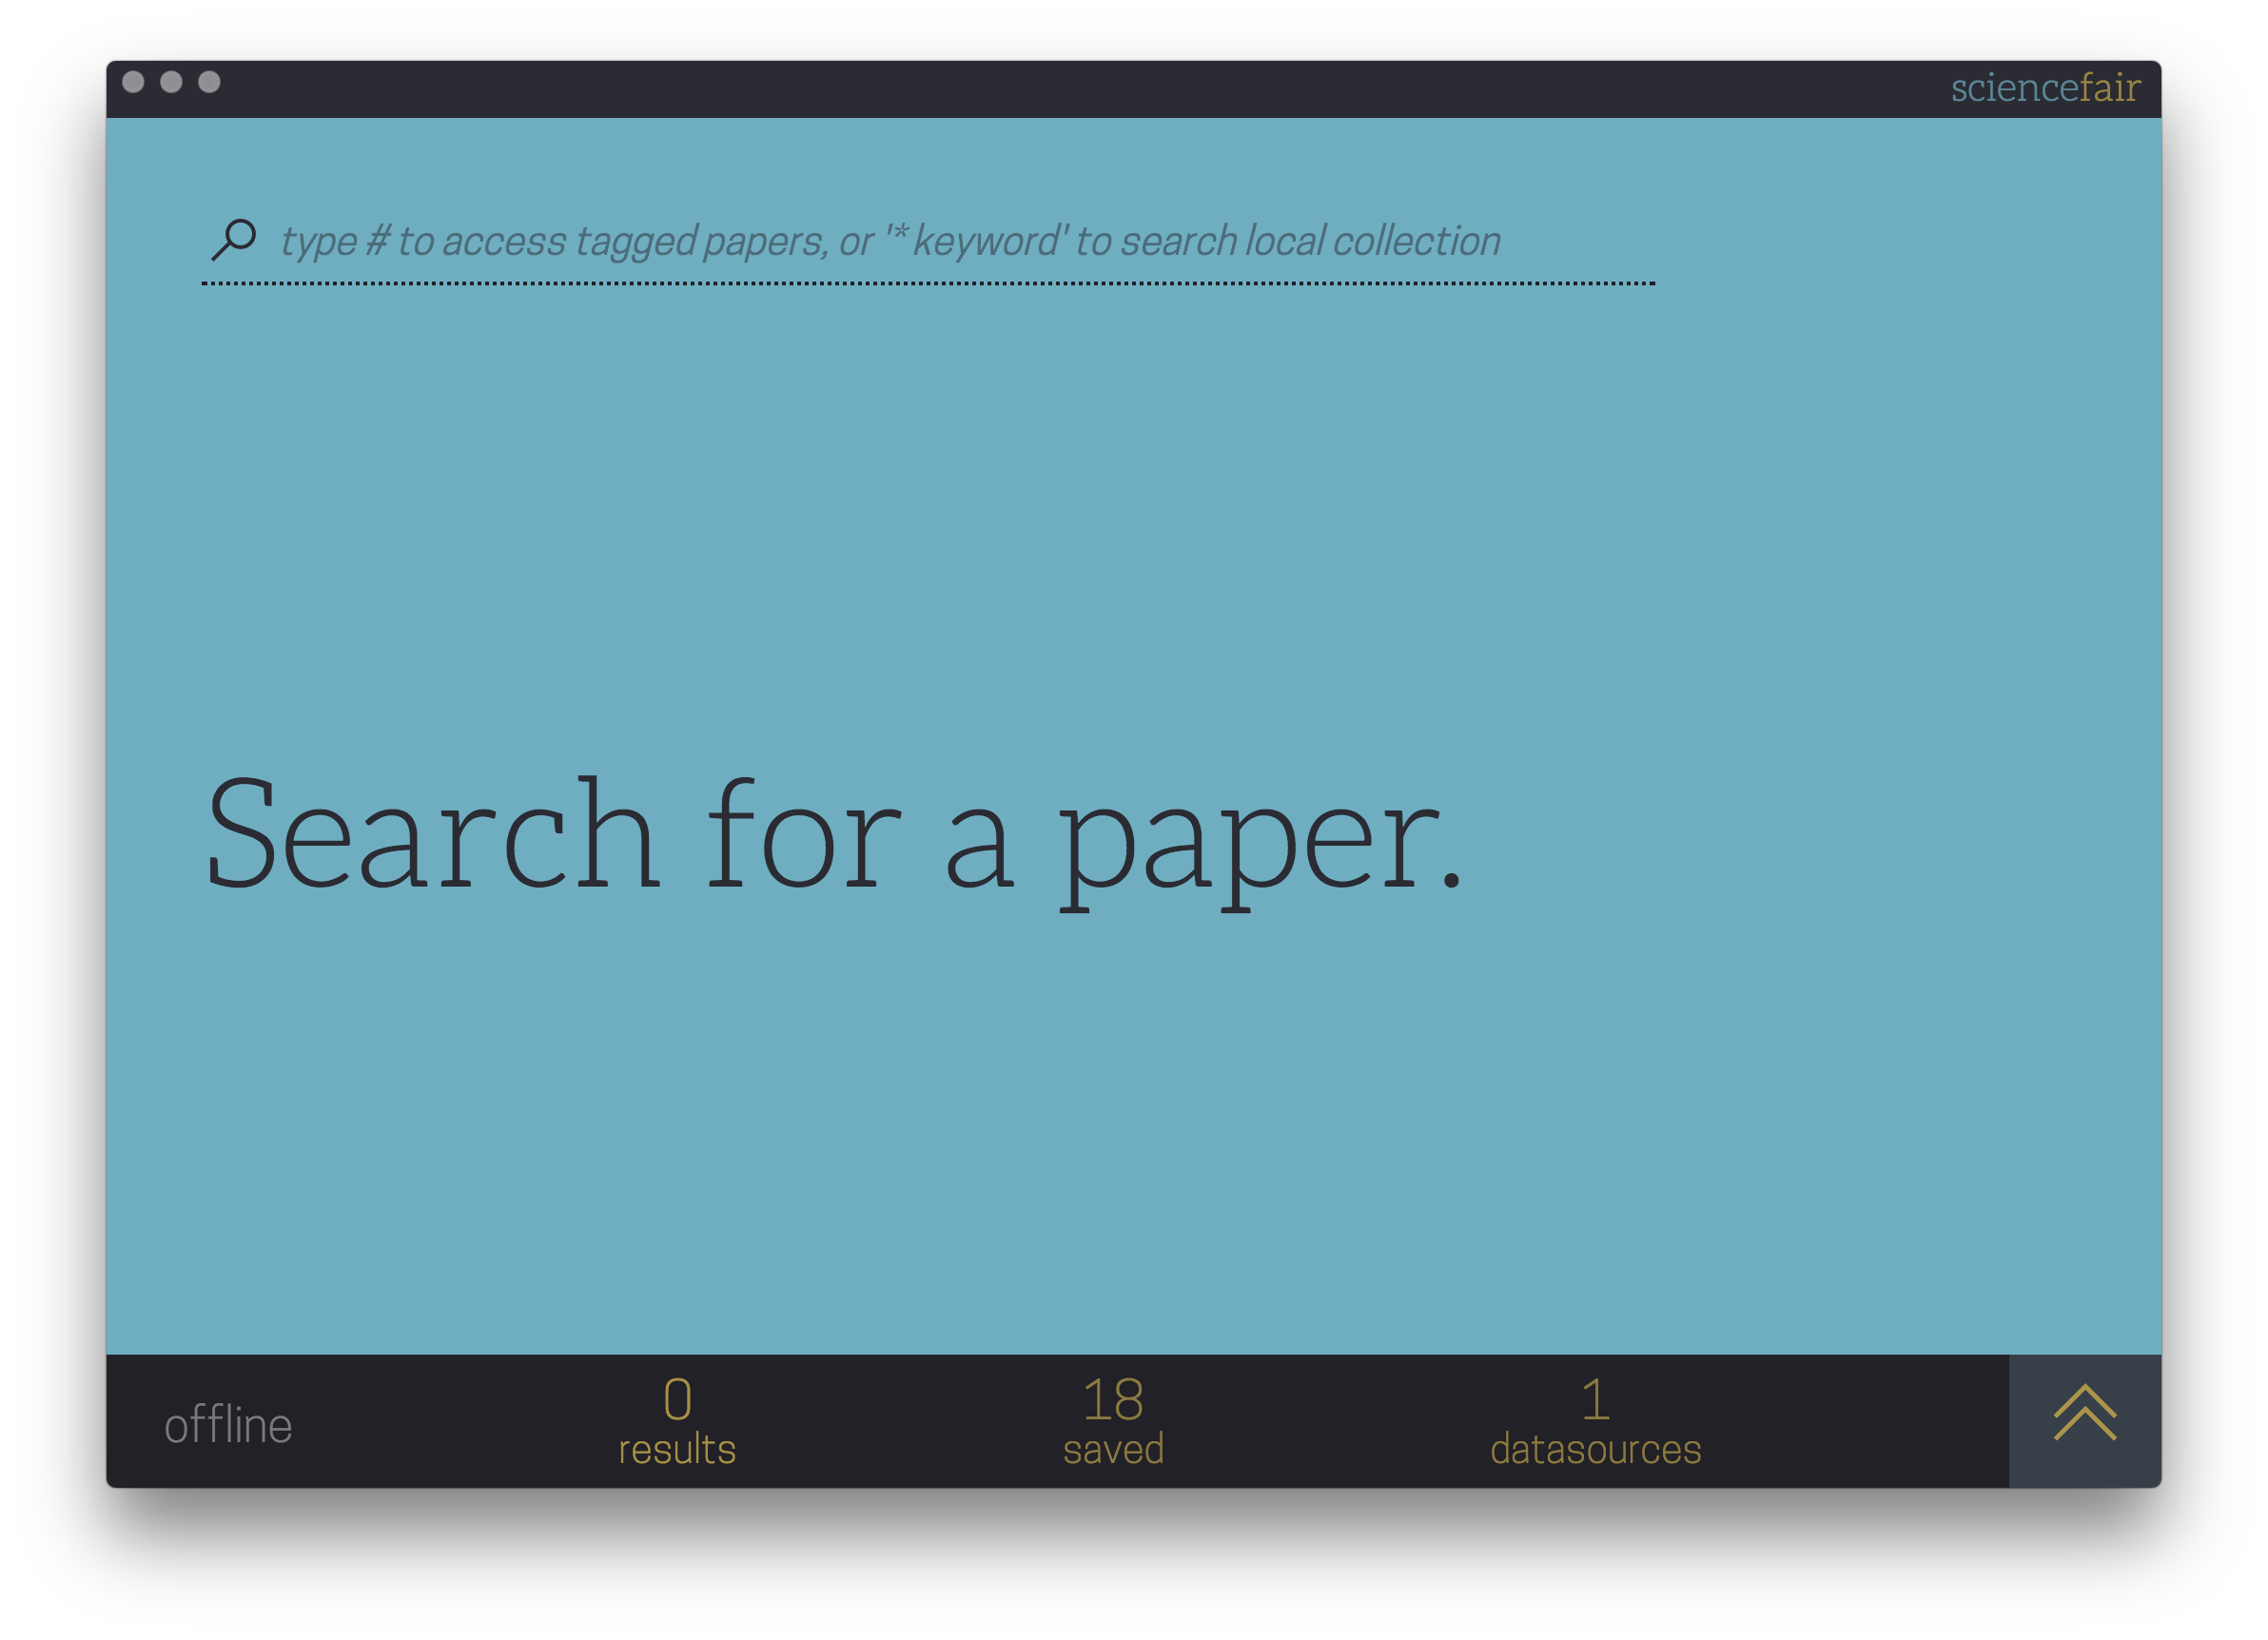 sciencefair
type # to access tagged papers, or '* keyword' to search local collection
Search for a paper.
offline
0
results
18
saved
1
datasources